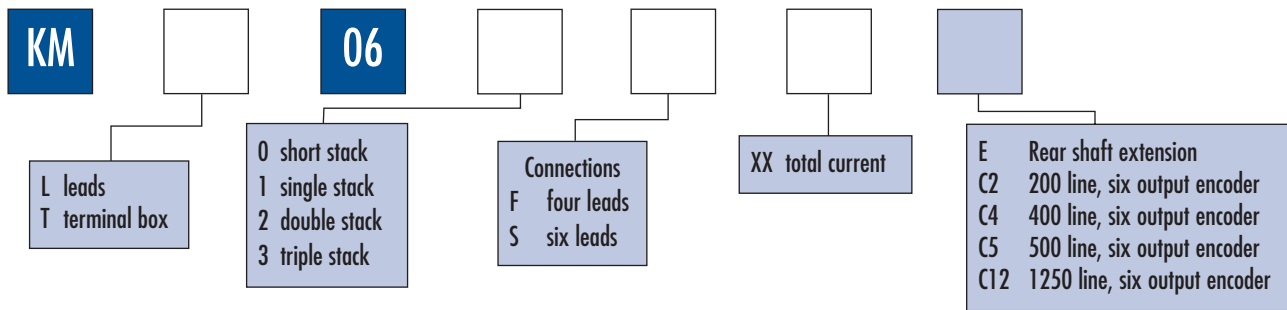 KM
06
L leads
T terminal box
0 short stack
1 single stack
2 double stack
3 triple stack
Connections
F four leads
S six leads
XX total current
E Rear shaft extension
C2 200 line, six output encoder
C4 400 line, six output encoder
C5 500 line, six output encoder
C12 1250 line, six output encoder